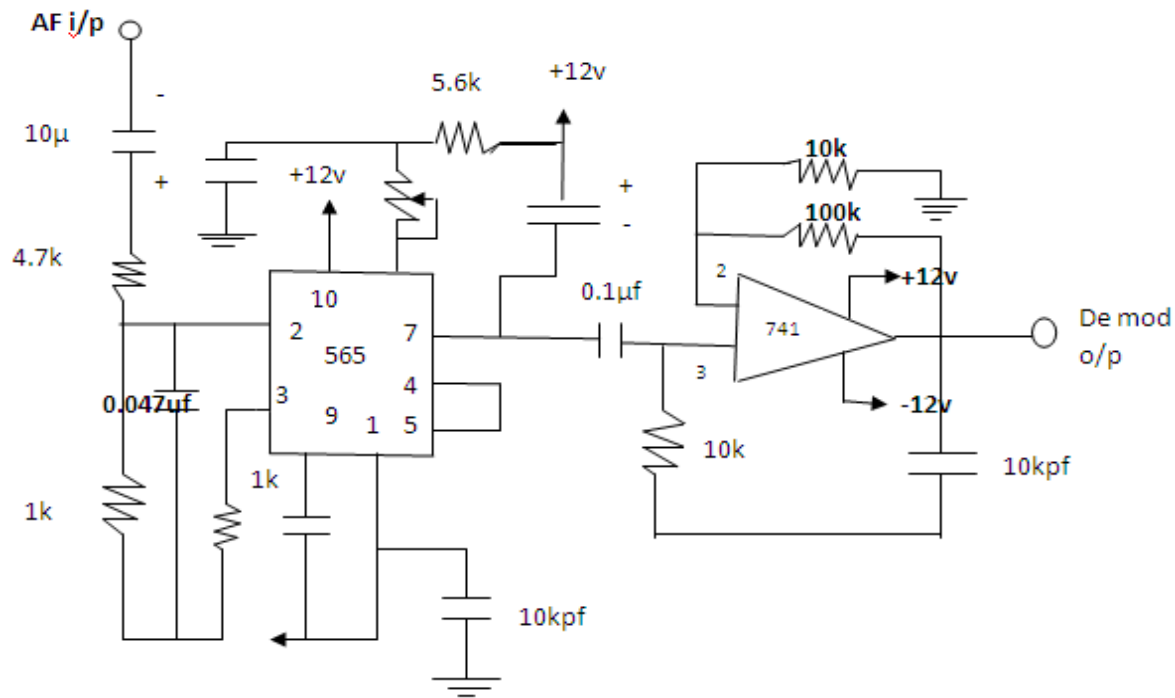 AF i/p
-
10µ
+
4.7k
5.6k
+12v
+12v
+
-
10k
100k
10
2
7
565
4
3
9
1
5
0.047uf
1k
1k
10kpf
0.1µf
2
741
3
+12v
-12v
De mod
o/p
10k
10kpf